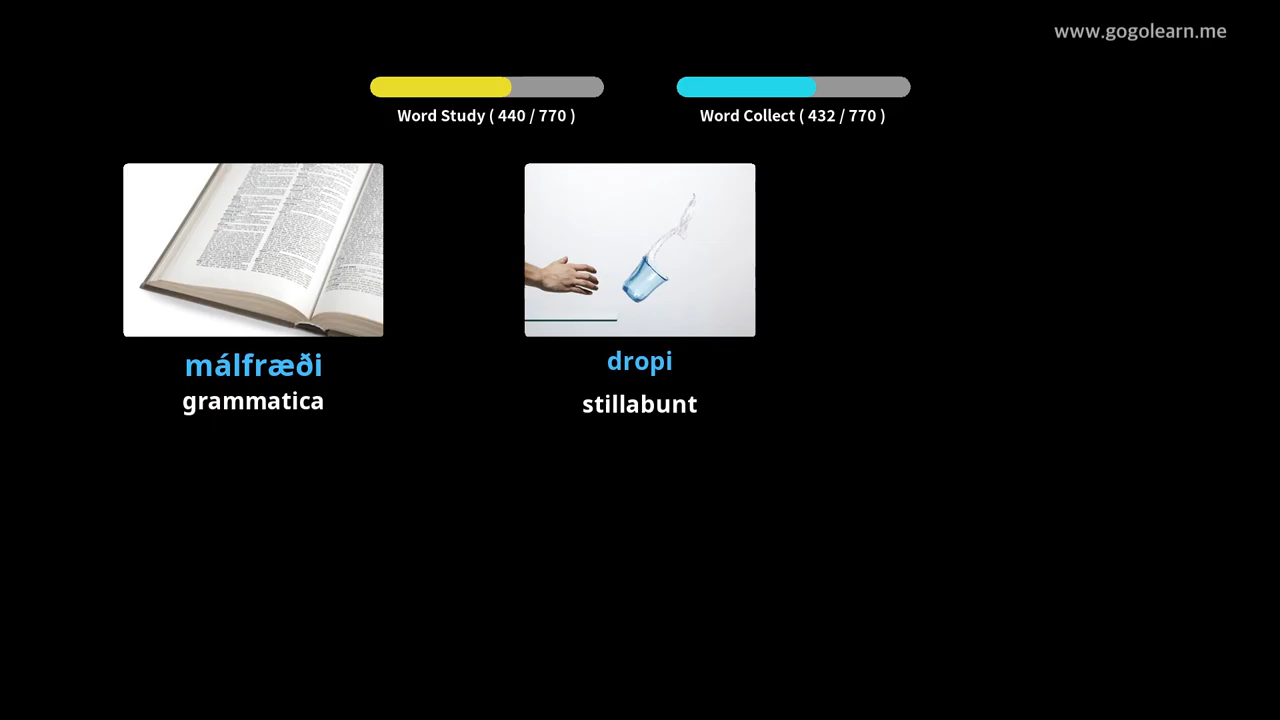 www.gogolearn.me
Word Study ( 440 / 770 )
Word Collect ( 432 / 770 )
málfræði
grammatica
dropi
stillabunt